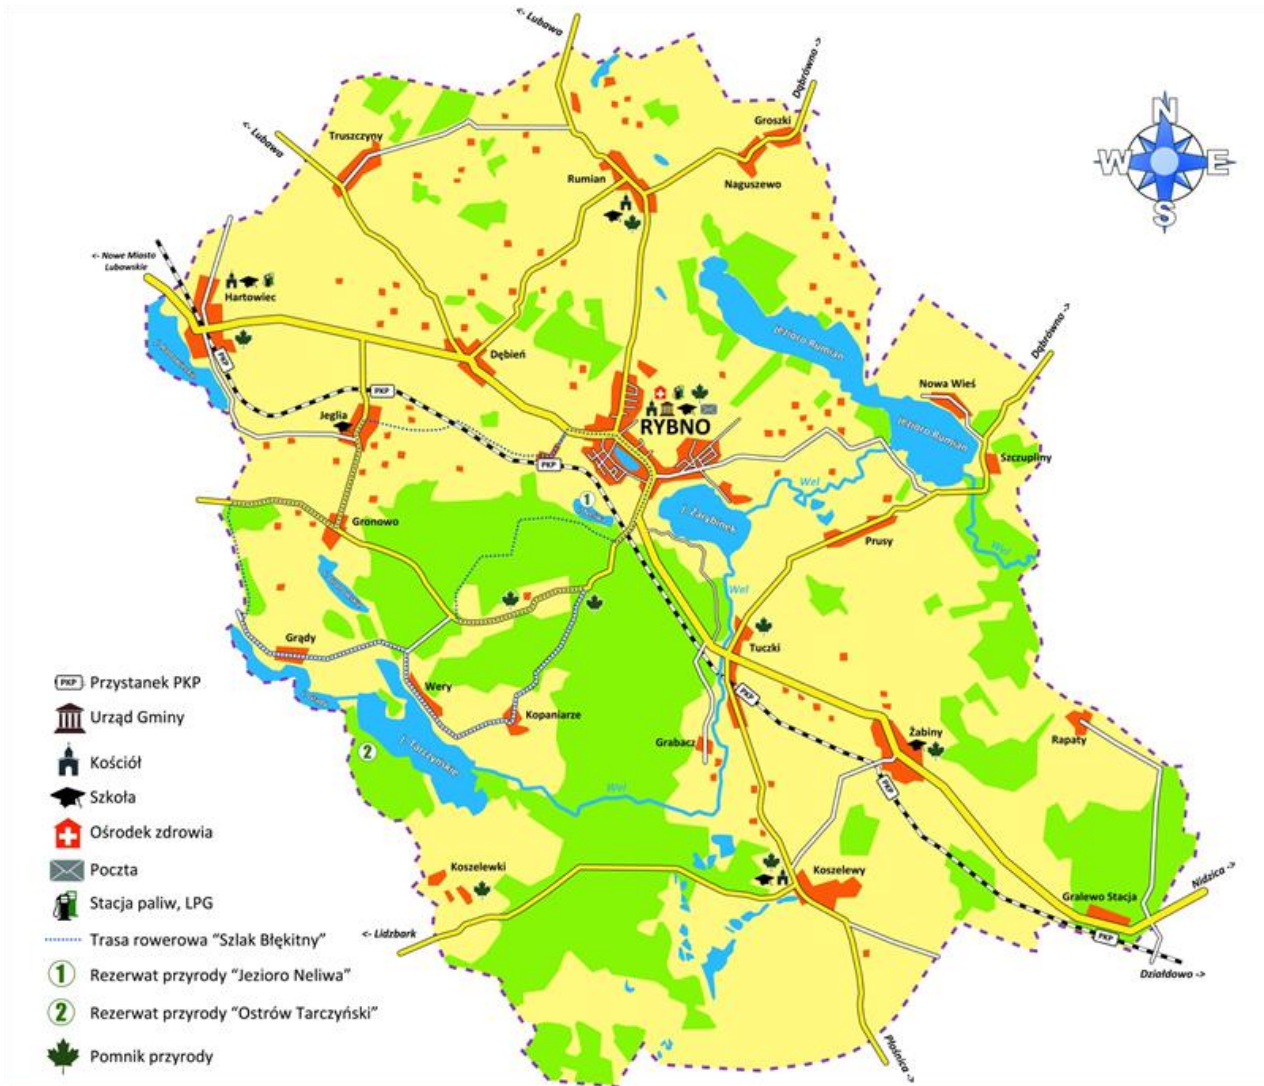 <- Lubawa
Dąbrówno ->
N
W
E
S
<- Lubawa
Truszczyny
Groszki
Rumian
Naguszewo
<- Nowe Miasto
Lubawskie
Hartowiec
PKP
Dębień
Jezioro Rumian
Dąbrówno ->
Nowa Wieś
PKP
Jeglia
RYBNO
Jezioro Rumian
Szczupliny
PKP
1
Wel
J. Zarybinek
Gronowo
Prusy
Wel
Wel
Grądy
Tuczki
Wery
Kopaniarze
PKP
Grabacz
Żabiny
Rapaty
2
J. Tarczyńskie
Wel
PKP
Koszelewki
Koszelewy
Gralewo Stacja
Nidzica ->
<- Lidzbark
PKP
Działdowo ->
Płośnica ->
PKP Przystanek PKP
Urząd Gminy
Kościół
Szkoła
Ośrodek zdrowia
Poczta
Stacja paliw, LPG
Trasa rowerowa “Szlak Błękitny”
1 Rezerwat przyrody “Jezioro Neliwa”
2 Rezerwat przyrody “Ostrów Tarczyński”
Pomnik przyrody